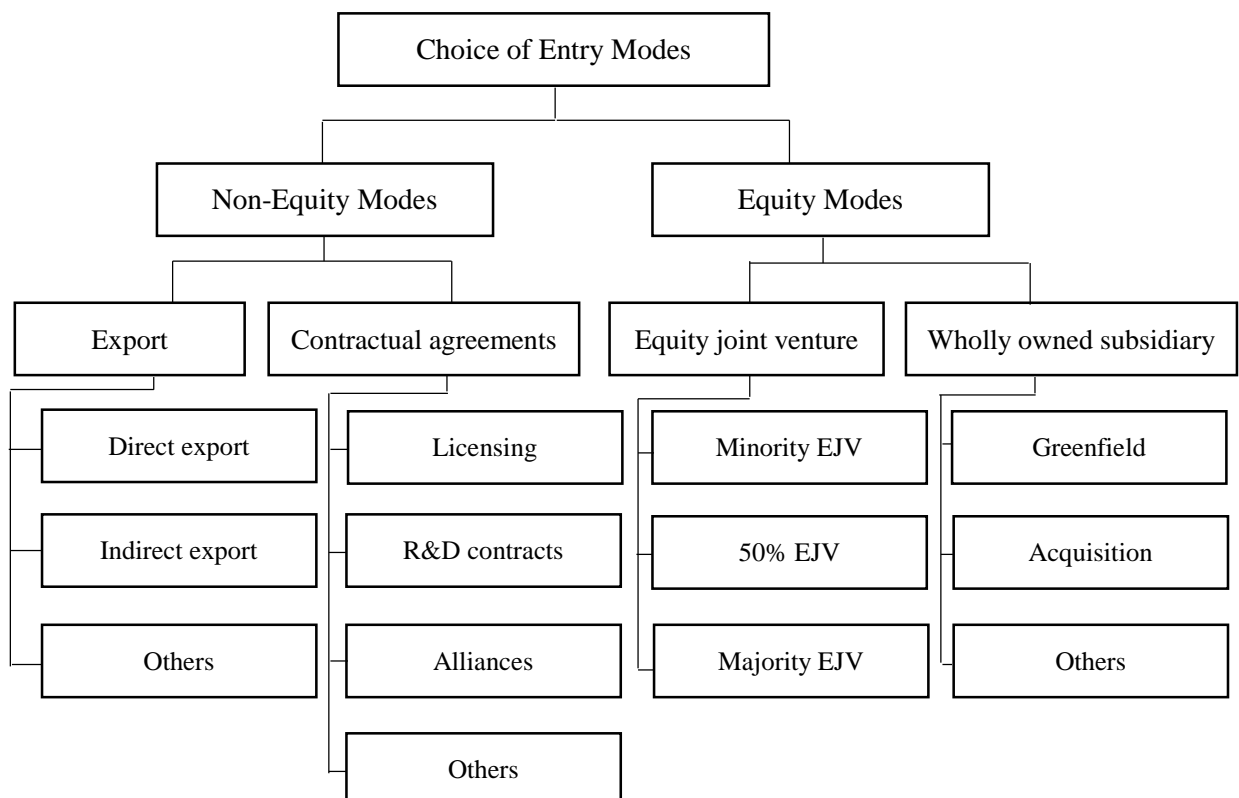 Choice of Entry Modes
Non-Equity Modes
Equity Modes
Export
Contractual agreements
Equity joint venture
Wholly owned subsidiary
Direct export
Licensing
Minority EJV
Greenfield
Indirect export
R&D contracts
50% EJV
Acquisition
Others
Alliances
Majority EJV
Others
Others